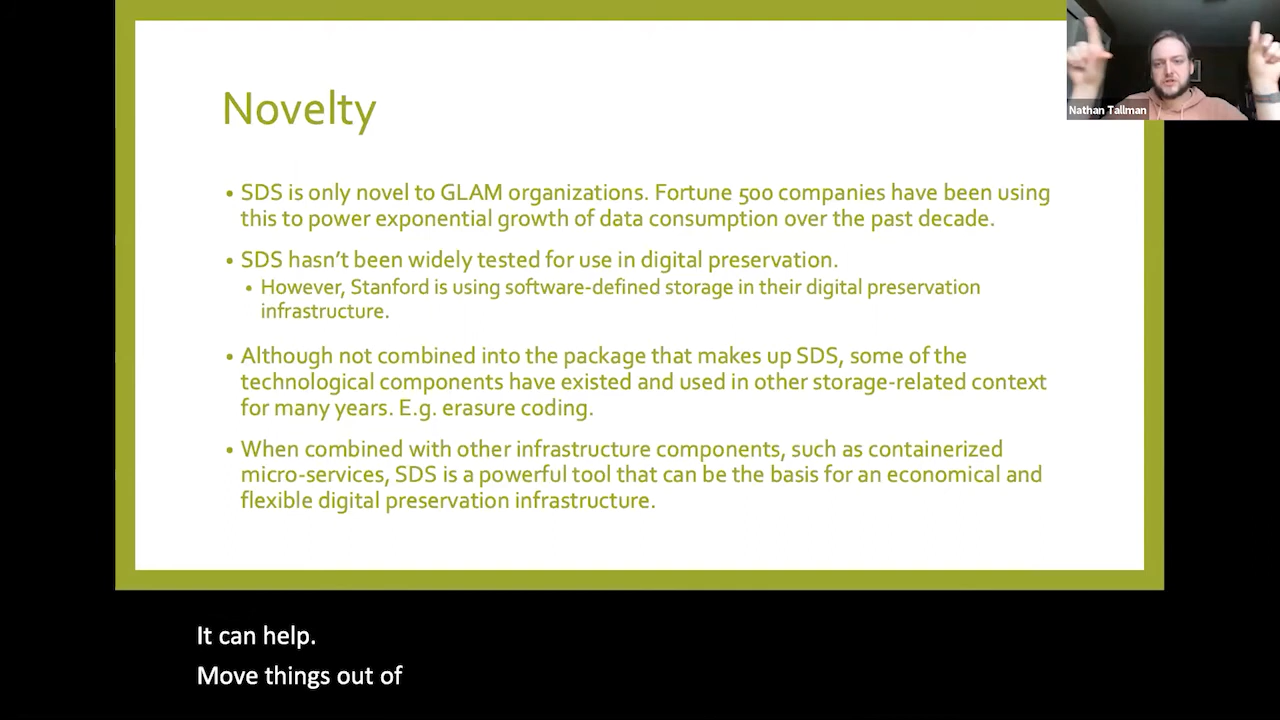 Novelty
Nathan Tallman
• SDS is only novel to GLAM organizations. Fortune 500 companies have been using
this to power exponential growth of data consumption over the past decade.
• SDS hasn’t been widely tested for use in digital preservation.
• However, Stanford is using software-defined storage in their digital preservation
infrastructure.
• Although not combined into the package that makes up SDS, some of the
technological components have existed and used in other storage-related context
for many years. E.g. erasure coding.
• When combined with other infrastructure components, such as containerized
micro-services, SDS is a powerful tool that can be the basis for an economical and
flexible digital preservation infrastructure.
It can help.
Move things out of